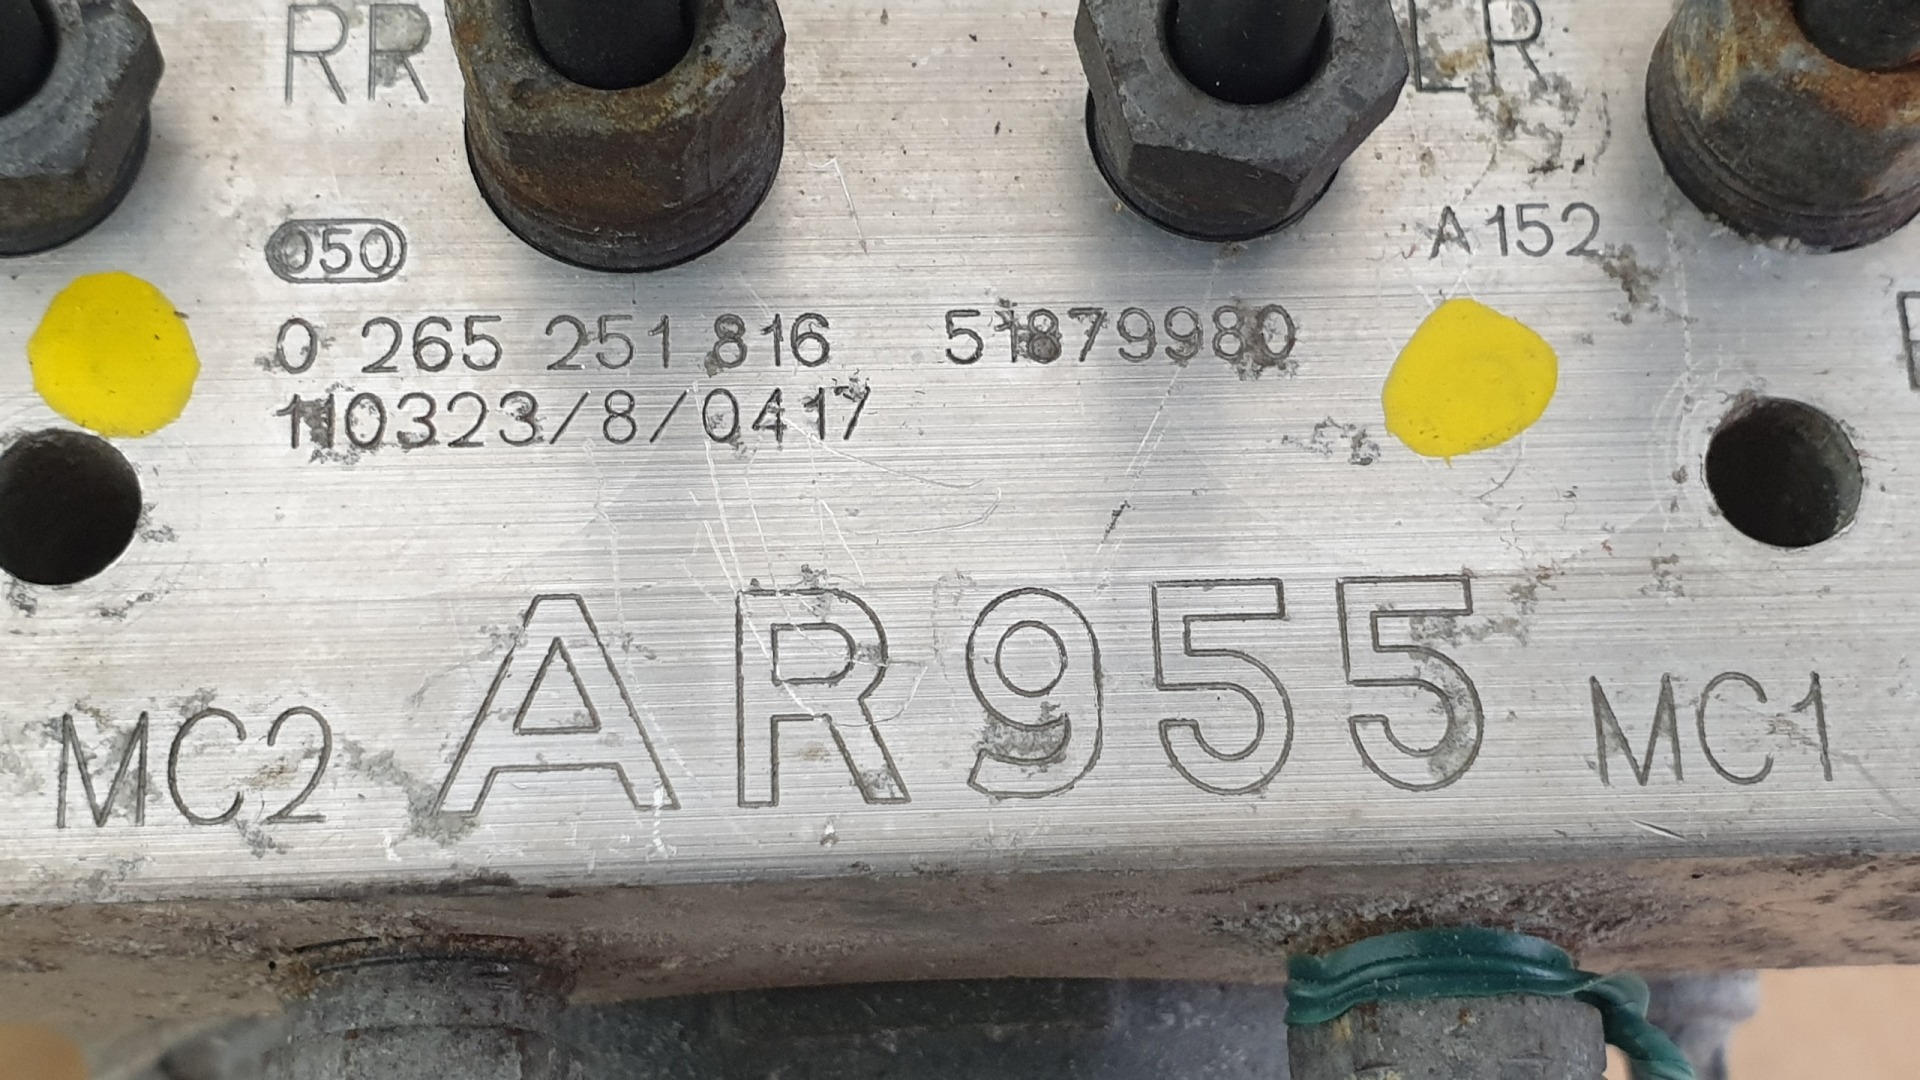 RR LR
050 A152
0 265 251 816 51879980
110323/8/0417
AR955
MC2 MC1